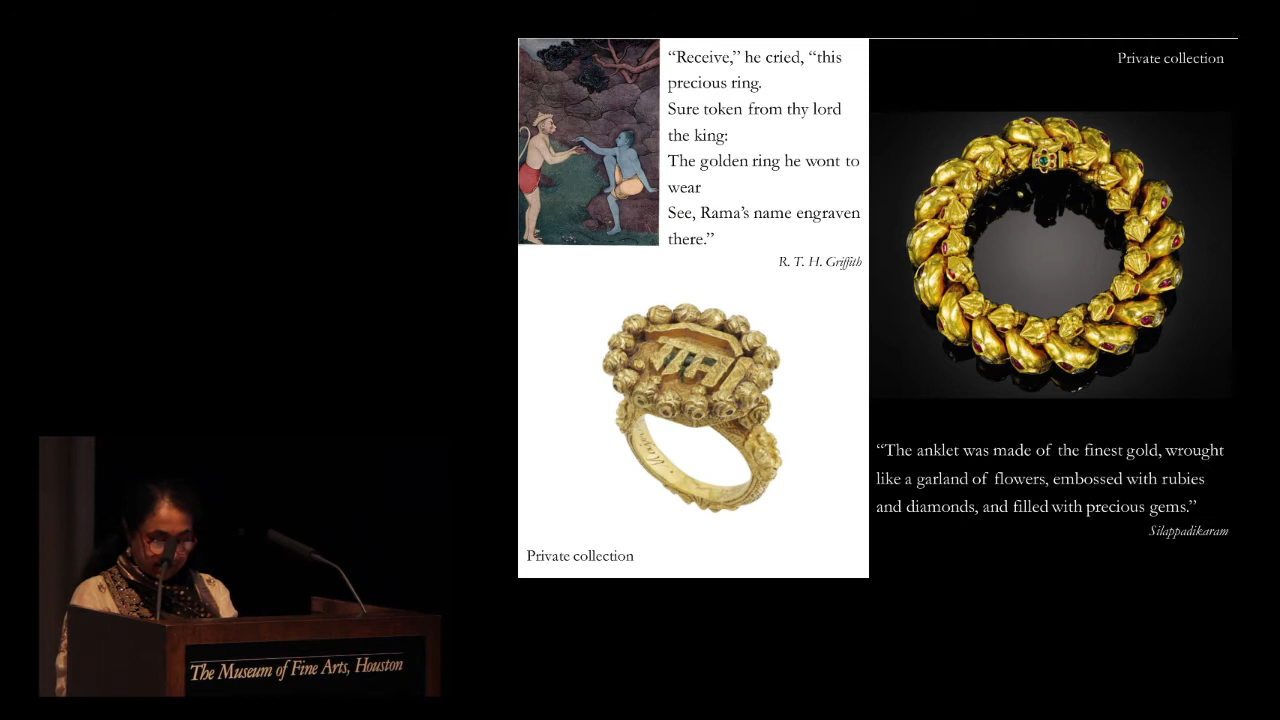 “Receive,” he cried, “this
precious ring.
Sure token from thy lord
the king:
The golden ring he wont to
wear
See, Rama’s name engraven
there.”
R. T. H. Griffith
राम
Private collection
Private collection
“The anklet was made of the finest gold, wrought
like a garland of flowers, embossed with rubies
and diamonds, and filled with precious gems.”
Silappadikaram
The Museum of Fine Arts, Houston